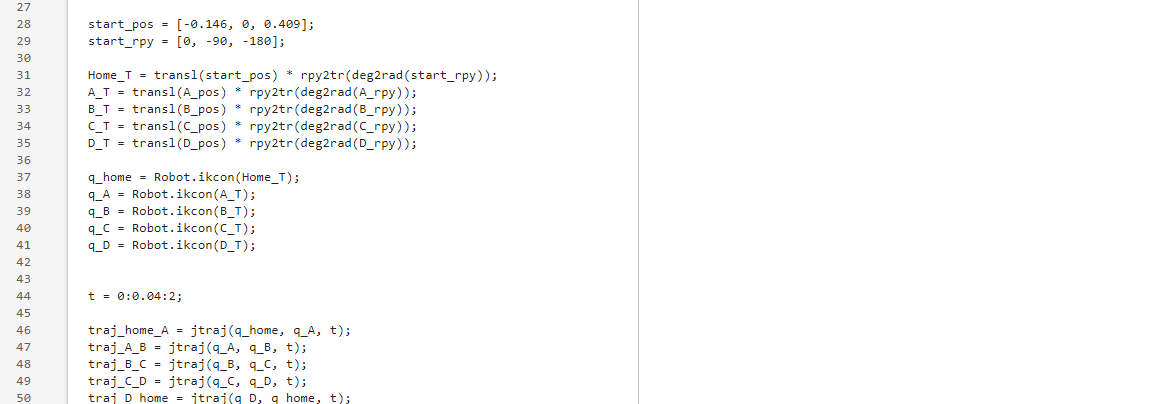 27
28 start_pos = [-0.146, 0, 0.409];
29 start_rpy = [0, -90, -180];
30
31 Home_T = transl(start_pos) * rpy2tr(deg2rad(start_rpy));
32 A_T = transl(A_pos) * rpy2tr(deg2rad(A_rpy));
33 B_T = transl(B_pos) * rpy2tr(deg2rad(B_rpy));
34 C_T = transl(C_pos) * rpy2tr(deg2rad(C_rpy));
35 D_T = transl(D_pos) * rpy2tr(deg2rad(D_rpy));
36
37 q_home = Robot.ikcon(Home_T);
38 q_A = Robot.ikcon(A_T);
39 q_B = Robot.ikcon(B_T);
40 q_C = Robot.ikcon(C_T);
41 q_D = Robot.ikcon(D_T);
42
43
44 t = 0:0.04:2;
45
46 traj_home_A = jtraj(q_home, q_A, t);
47 traj_A_B = jtraj(q_A, q_B, t);
48 traj_B_C = jtraj(q_B, q_C, t);
49 traj_C_D = jtraj(q_C, q_D, t);
50 traj_D_home = jtraj(q_D, q_home, t);